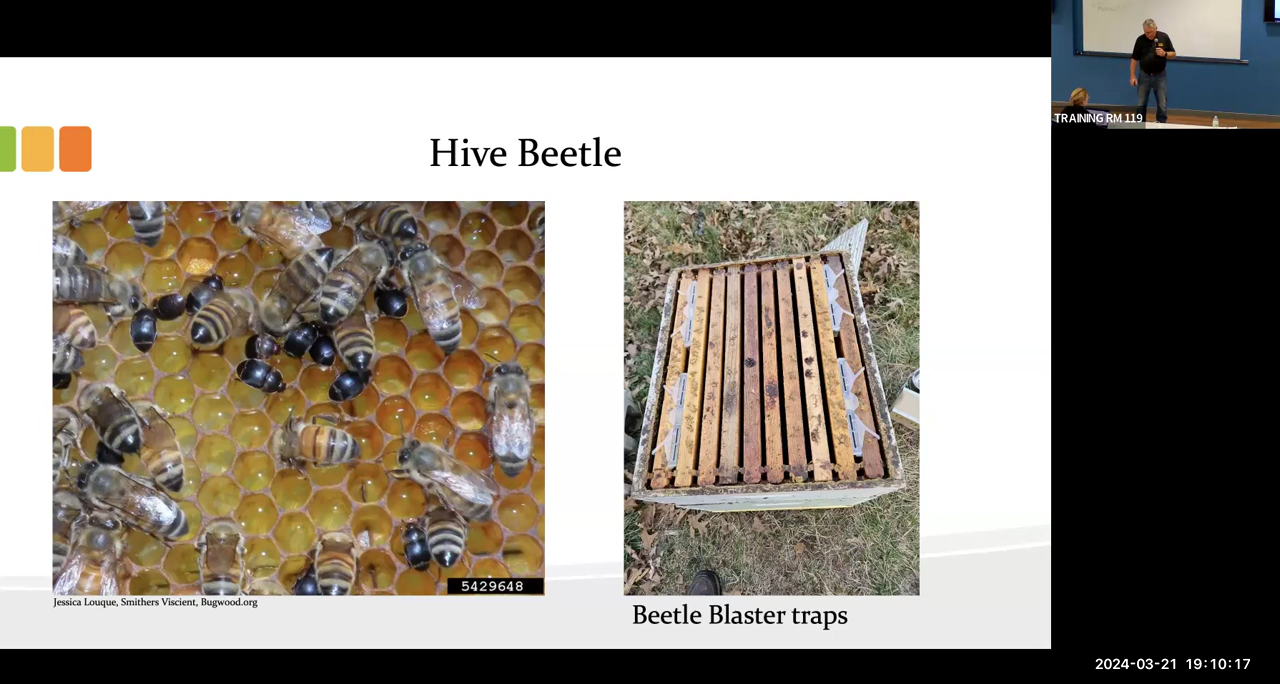 TRAINING RM 119
Hive Beetle
5429648
Jessica Louque, Smithers Viscient, Bugwood.org
Beetle Blaster traps
2024-03-21 19:10:17